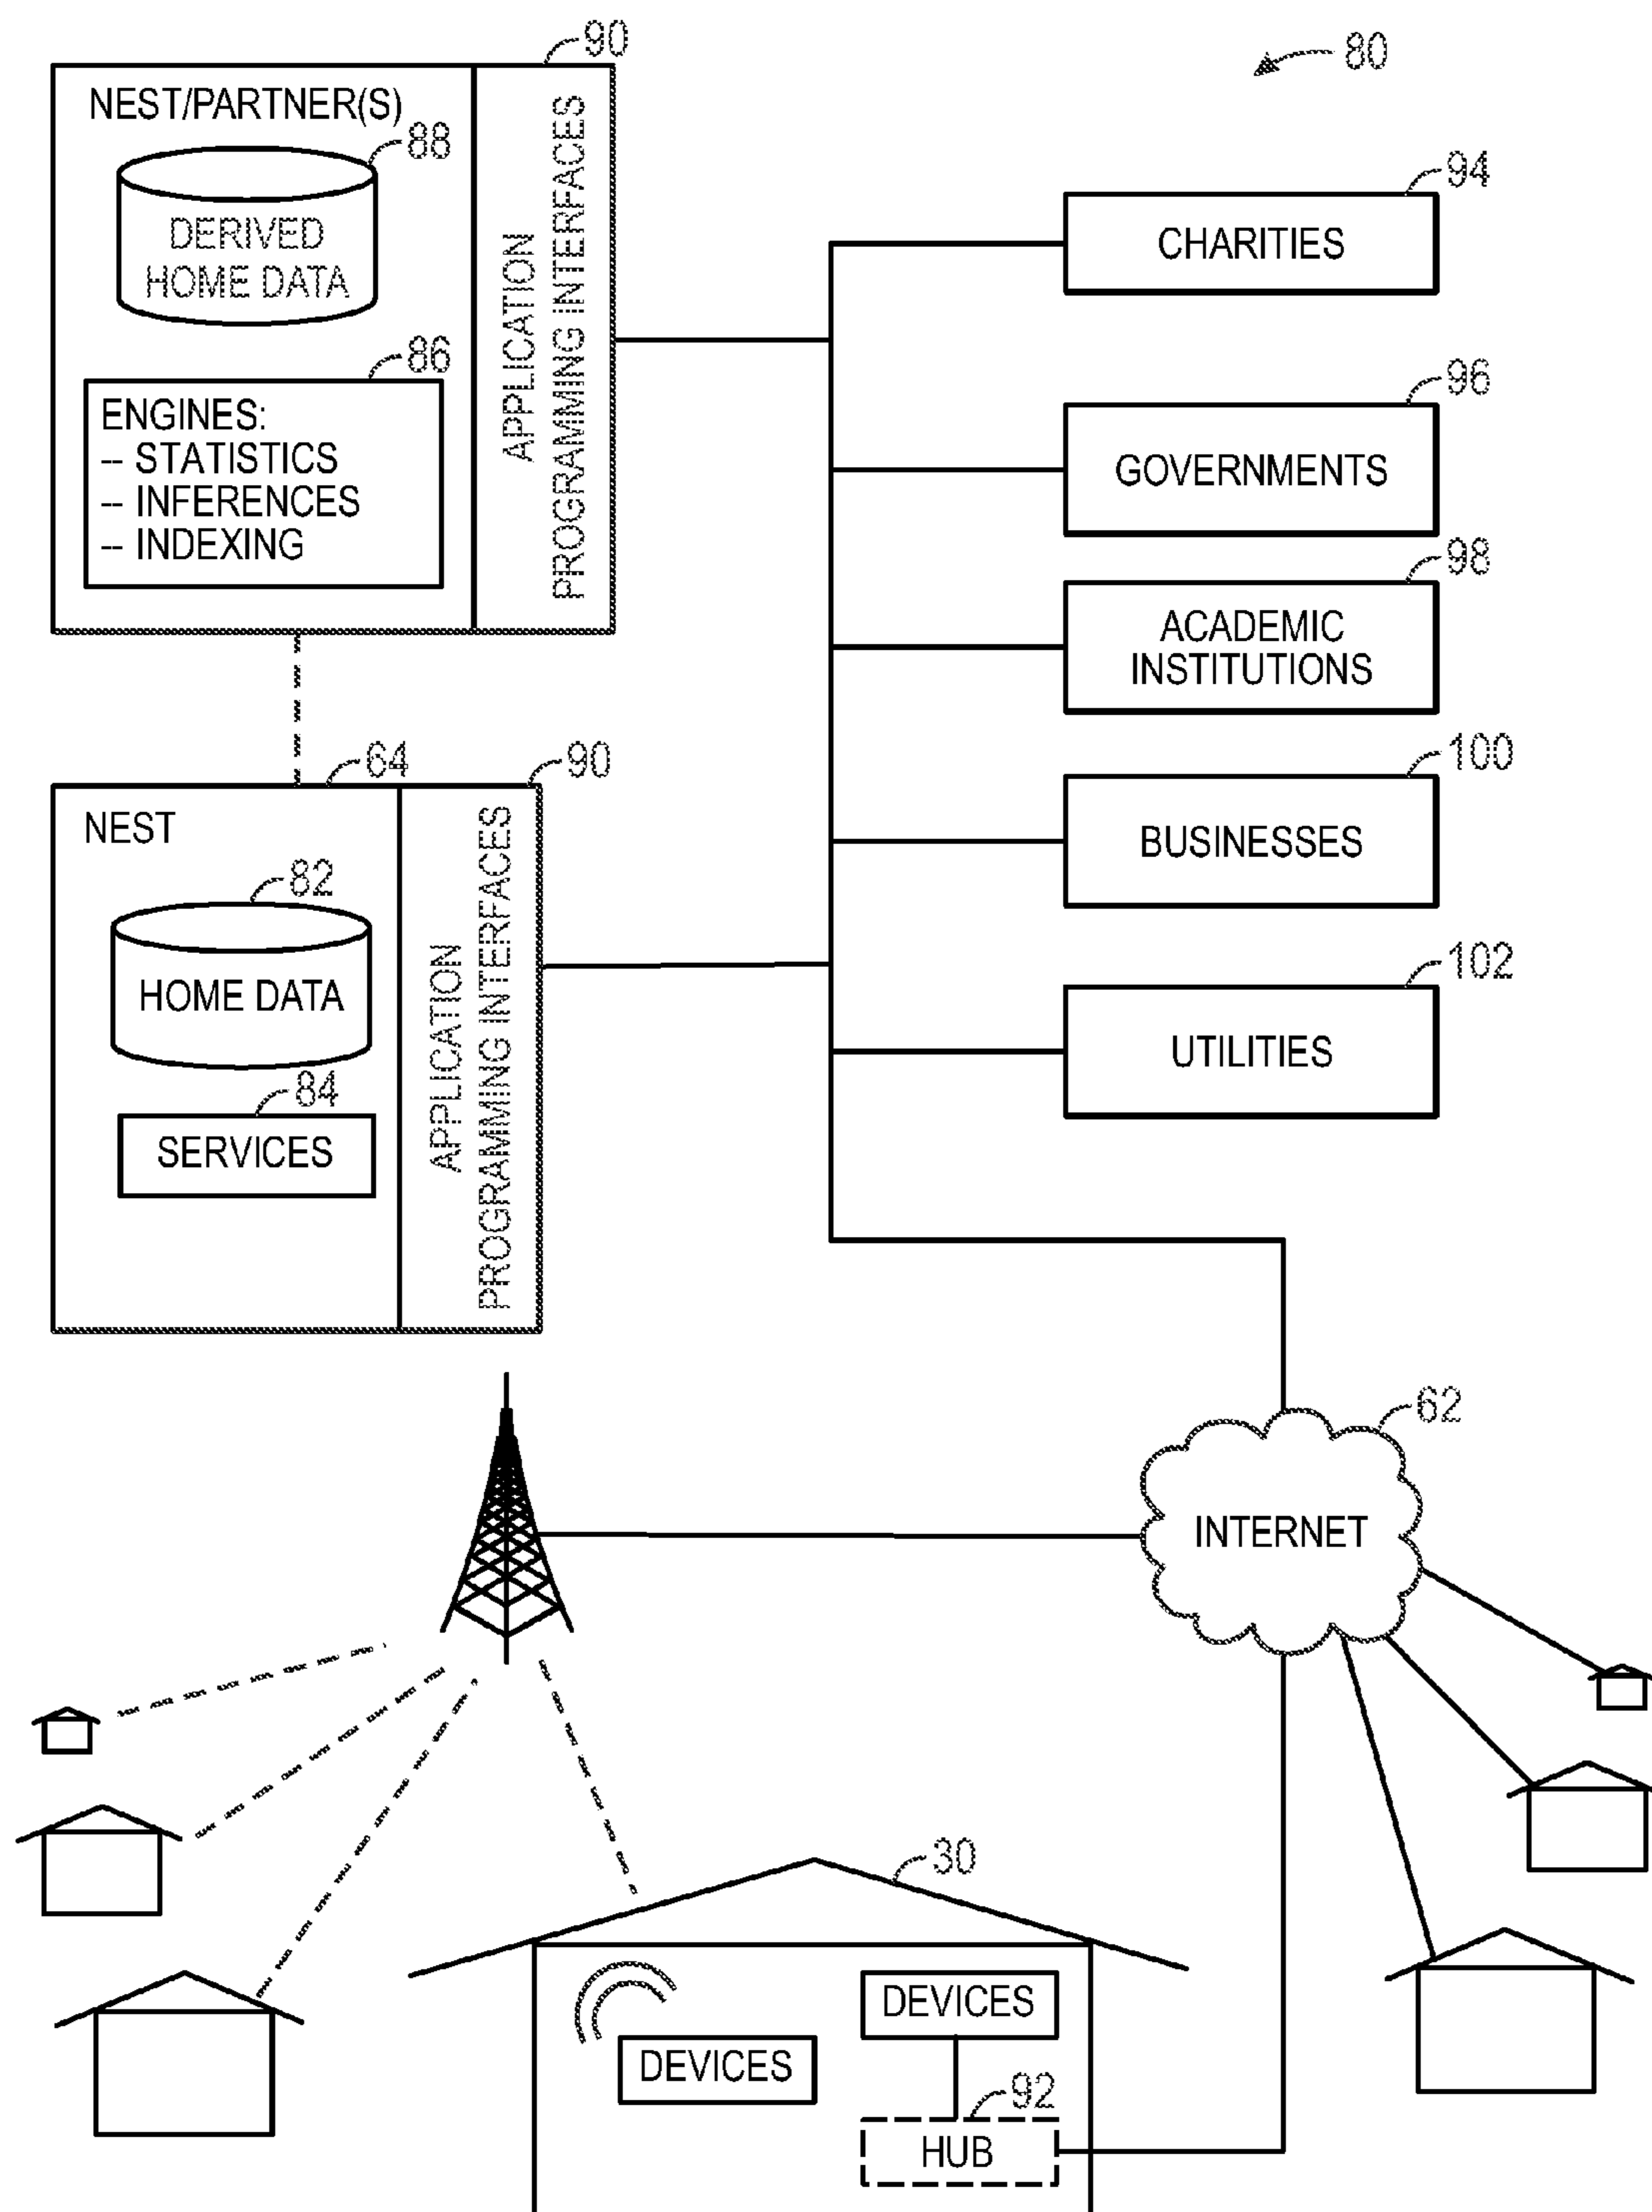 90
80
NEST/PARTNER(S)
88
DERIVED
HOME DATA
86
ENGINES:
-- STATISTICS
-- INFERENCES
-- INDEXING
APPLICATION
PROGRAMMING INTERFACES
94
CHARITIES
96
GOVERNMENTS
98
ACADEMIC
INSTITUTIONS
100
BUSINESSES
102
UTILITIES
64
90
NEST
82
HOME DATA
84
SERVICES
APPLICATION
PROGRAMMING INTERFACES
62
INTERNET
30
DEVICES
DEVICES
92
HUB